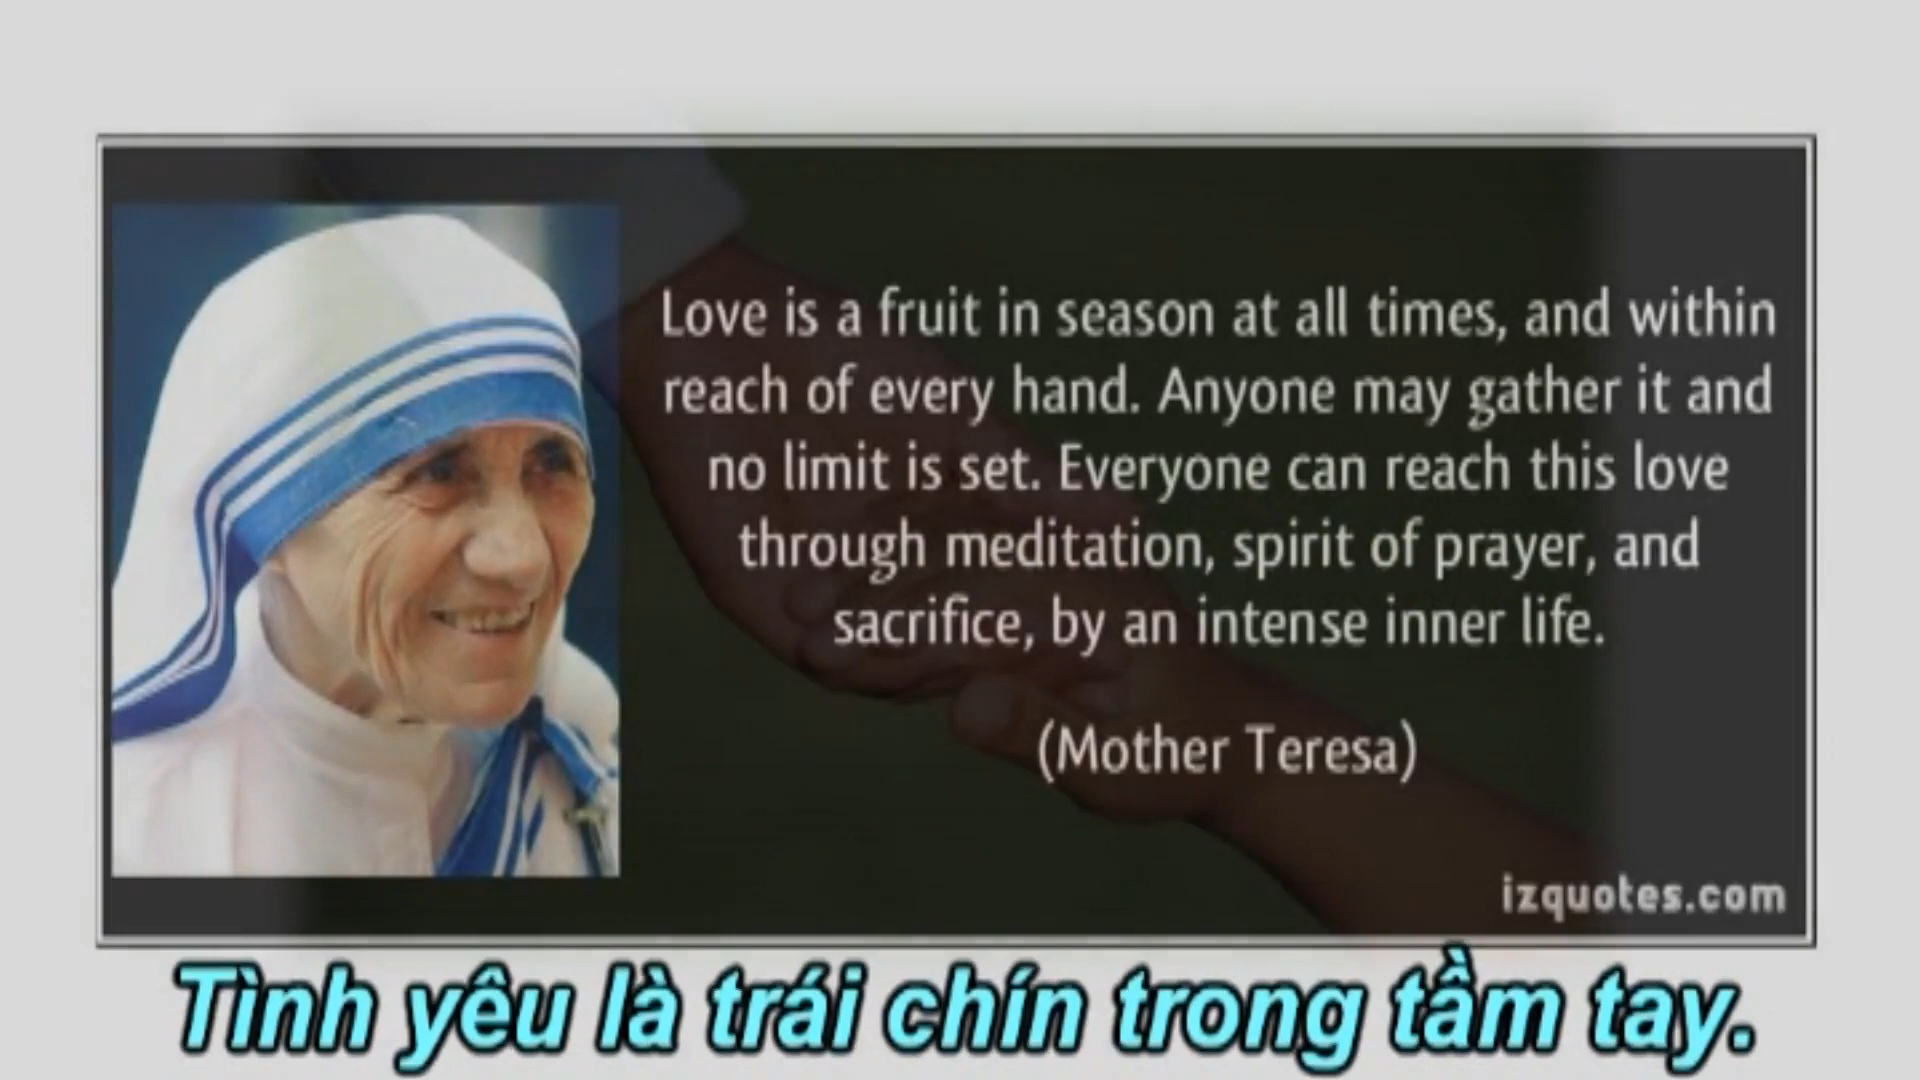 Love is a fruit in season at all times, and within
reach of every hand. Anyone may gather it and
no limit is set. Everyone can reach this love
through meditation, spirit of prayer, and
sacrifice, by an intense inner life.
(Mother Teresa)
izquotes.com
Tình yêu là trái chín trong tầm tay.